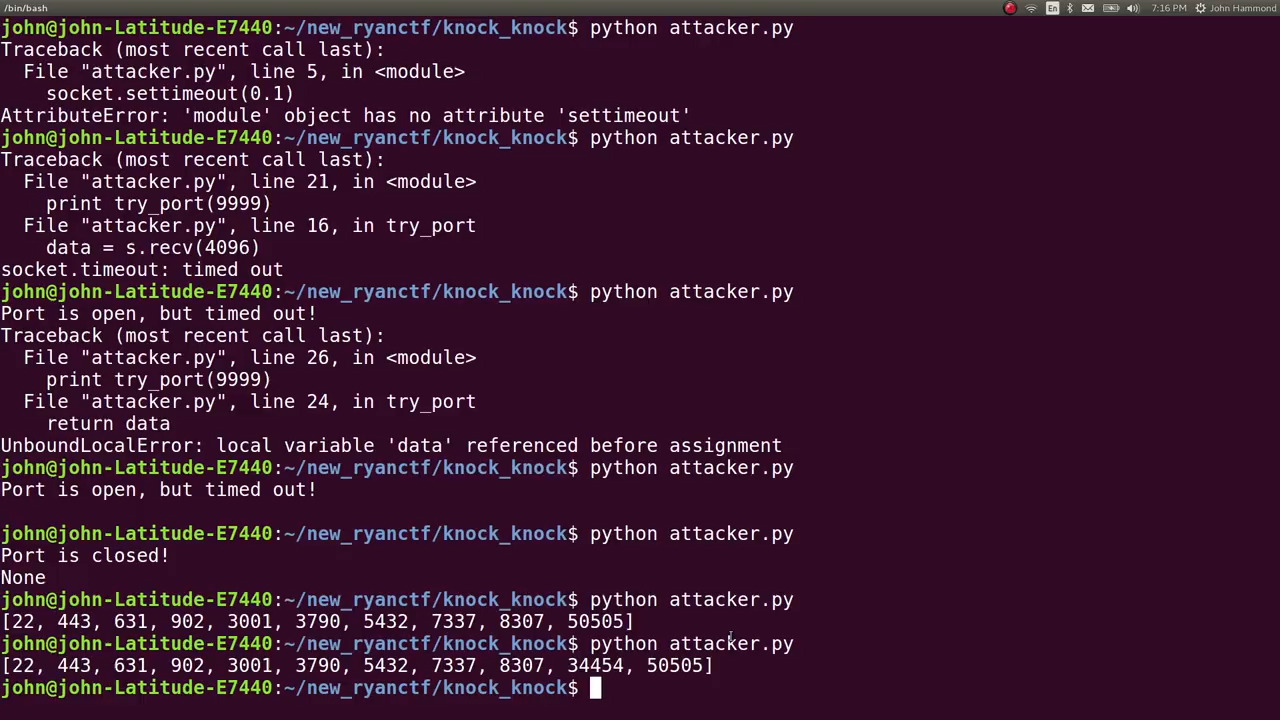 /bin/bash
En
7:16 PM
John Hammond
john@john-Latitude-E7440:~/new_ryanctf/knock_knock$ python attacker.py
Traceback (most recent call last):
  File "attacker.py", line 5, in <module>
    socket.settimeout(0.1)
AttributeError: 'module' object has no attribute 'settimeout'
john@john-Latitude-E7440:~/new_ryanctf/knock_knock$ python attacker.py
Traceback (most recent call last):
  File "attacker.py", line 21, in <module>
    print try_port(9999)
  File "attacker.py", line 16, in try_port
    data = s.recv(4096)
socket.timeout: timed out
john@john-Latitude-E7440:~/new_ryanctf/knock_knock$ python attacker.py
Port is open, but timed out!
Traceback (most recent call last):
  File "attacker.py", line 26, in <module>
    print try_port(9999)
  File "attacker.py", line 24, in try_port
    return data
UnboundLocalError: local variable 'data' referenced before assignment
john@john-Latitude-E7440:~/new_ryanctf/knock_knock$ python attacker.py
Port is open, but timed out!
john@john-Latitude-E7440:~/new_ryanctf/knock_knock$ python attacker.py
Port is closed!
None
john@john-Latitude-E7440:~/new_ryanctf/knock_knock$ python attacker.py
[22, 443, 631, 902, 3001, 3790, 5432, 7337, 8307, 50505]
john@john-Latitude-E7440:~/new_ryanctf/knock_knock$ python attacker.py
[22, 443, 631, 902, 3001, 3790, 5432, 7337, 8307, 34454, 50505]
john@john-Latitude-E7440:~/new_ryanctf/knock_knock$